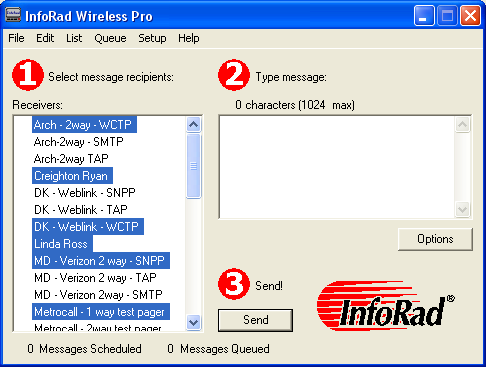 InfoRad Wireless Pro
File Edit List Queue Setup Help
1 Select message recipients:
2 Type message:
Receivers:
0 characters (1024 max)
Arch - 2way - WCTP
Arch-2way - SMTP
Arch-2way TAP
Creighton Ryan
DK - Weblink - SNPP
DK - Weblink - TAP
DK - Weblink - WCTP
Linda Ross
MD - Verizon 2 way - SNPP
MD - Verizon 2 way - TAP
MD - Verizon 2way - SMTP
Metrocall - 1 way test pager
Metrocall - 2way test pager
Options
3 Send!
Send
InfoRad®
0 Messages Scheduled 0 Messages Queued